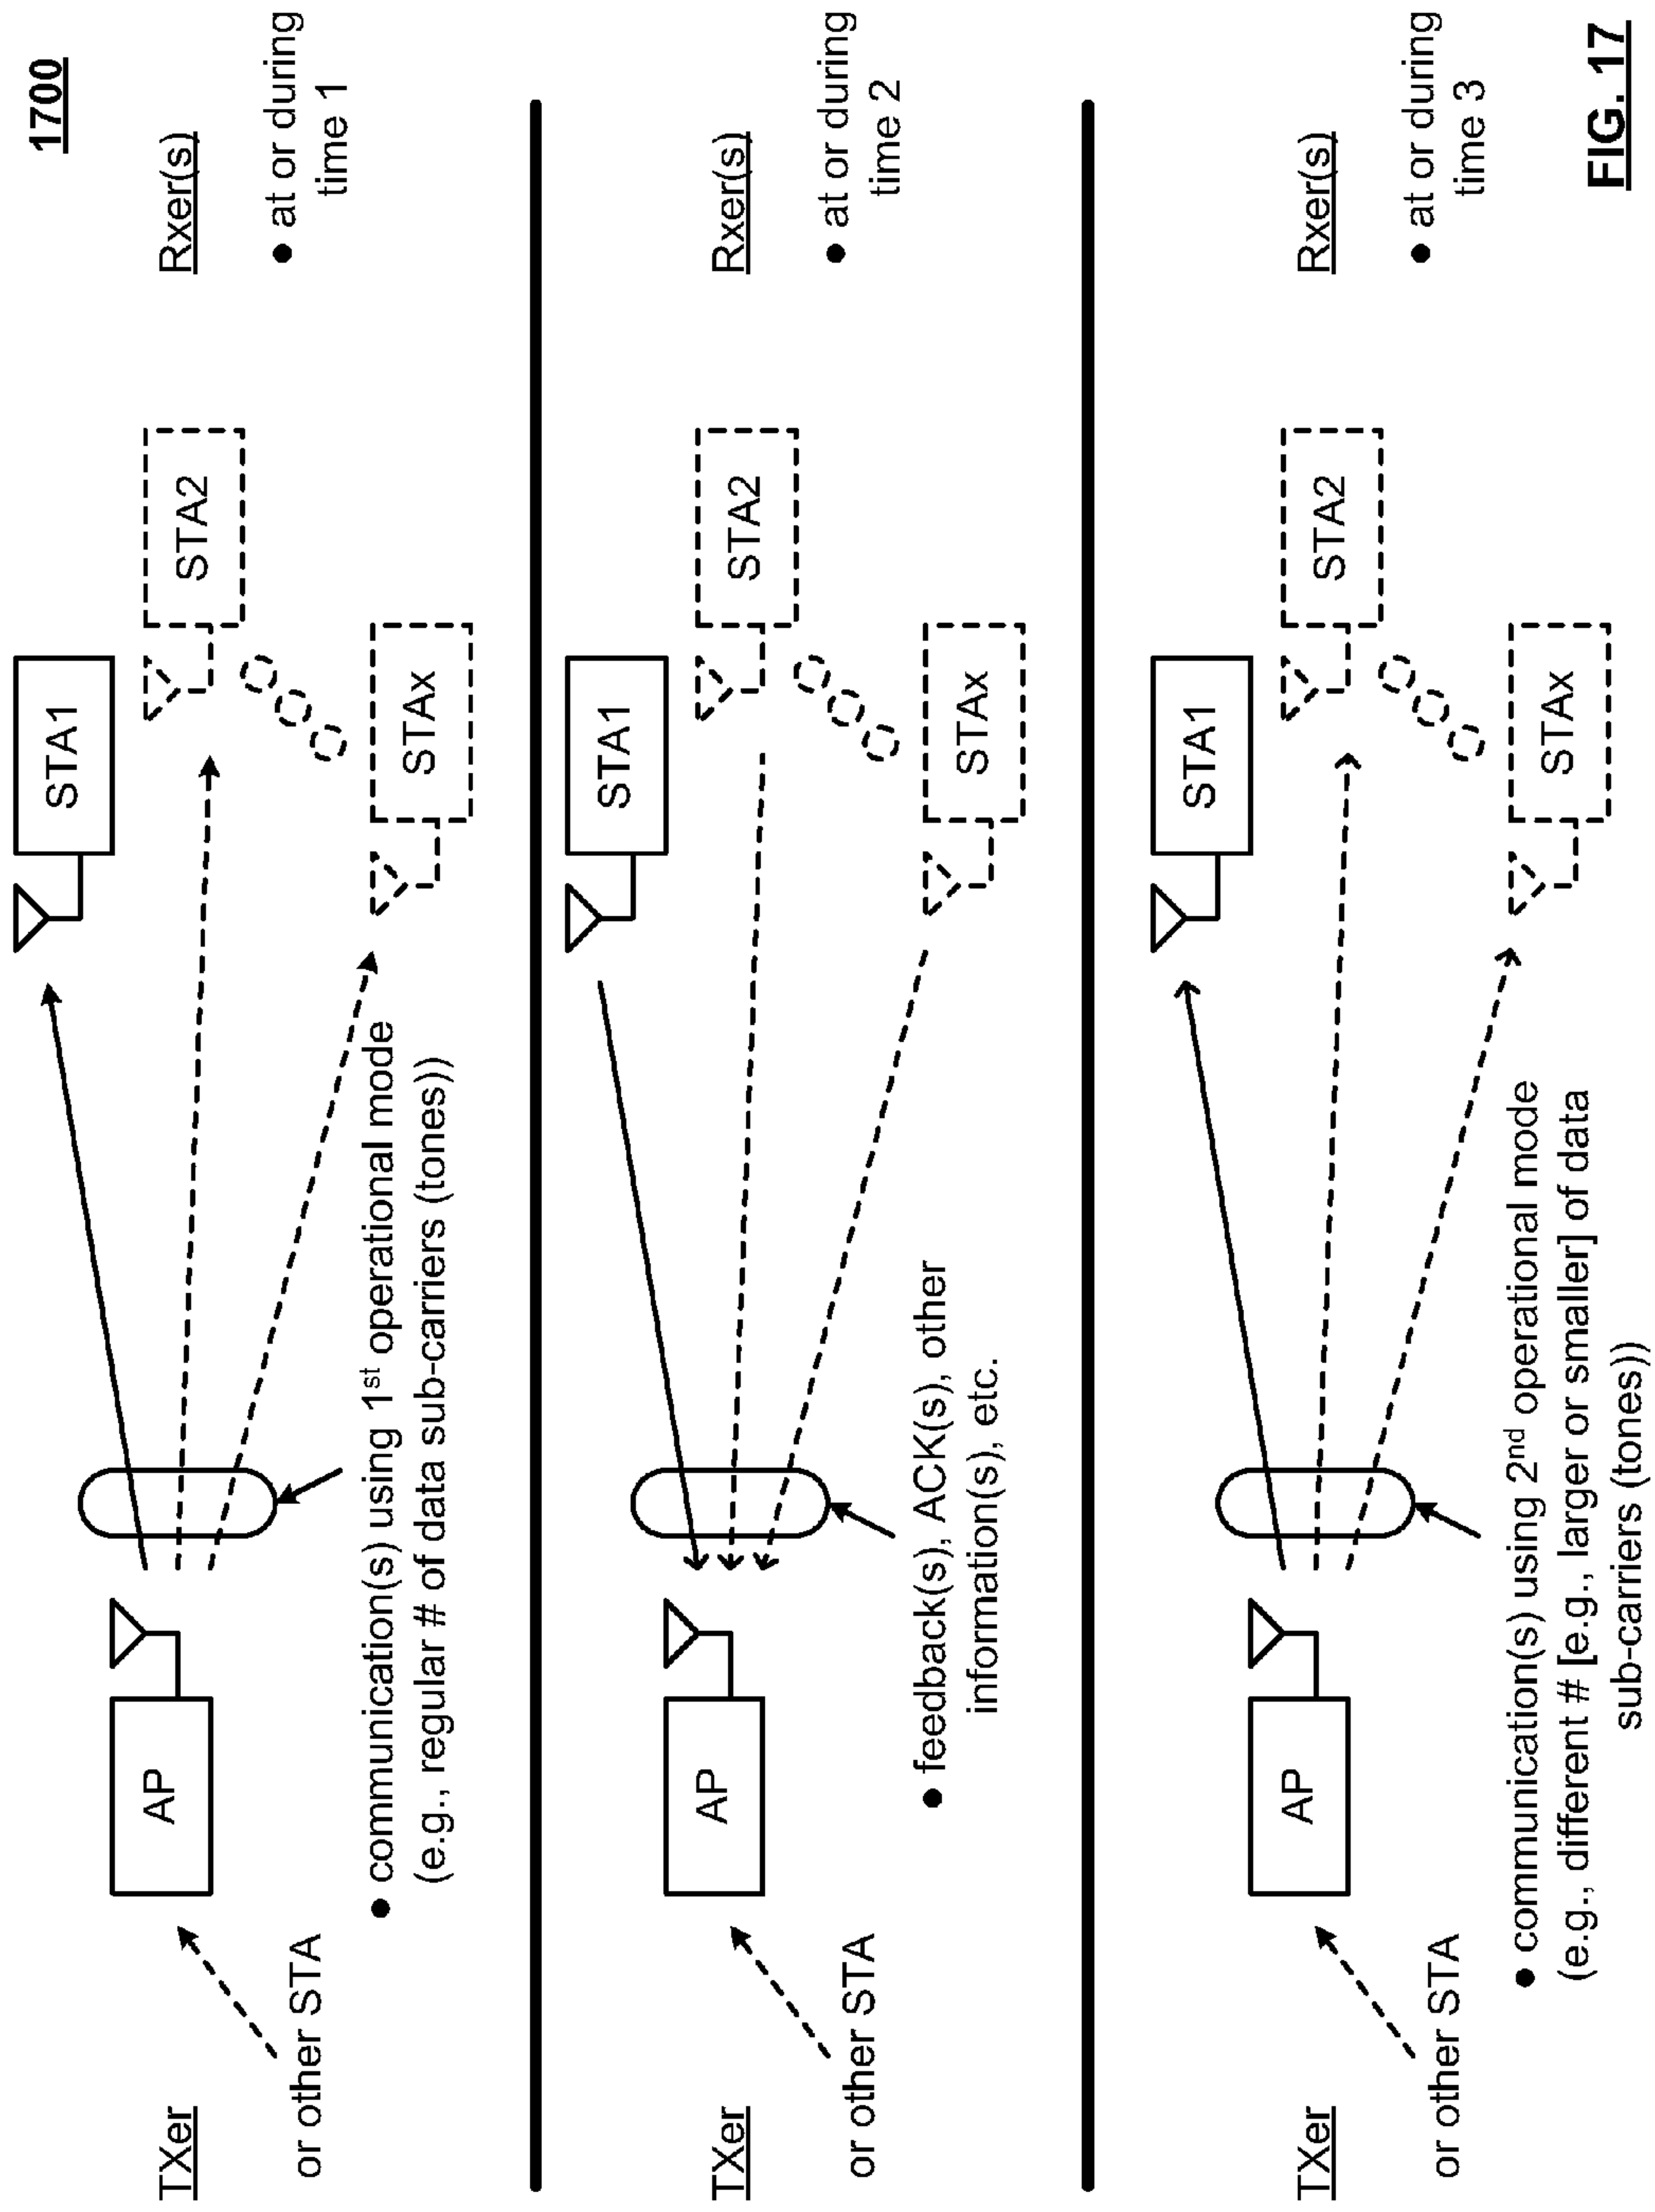 1700
TXer
AP
or other STA
STA1
STA2
STAx
Rxer(s)
● at or during
time 1
● communication(s) using 1st operational mode
(e.g., regular # of data sub-carriers (tones))
TXer
AP
or other STA
STA1
STA2
STAx
Rxer(s)
● at or during
time 2
● feedback(s), ACK(s), other
information(s), etc.
TXer
AP
or other STA
STA1
STA2
STAx
Rxer(s)
● at or during
time 3
● communication(s) using 2nd operational mode
(e.g., different # [e.g., larger or smaller] of data
sub-carriers (tones))
FIG. 17